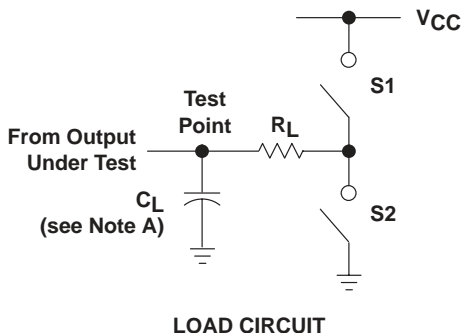 VCC
S1
Test
Point
RL
From Output
Under Test
CL
(see Note A)
S2
LOAD CIRCUIT